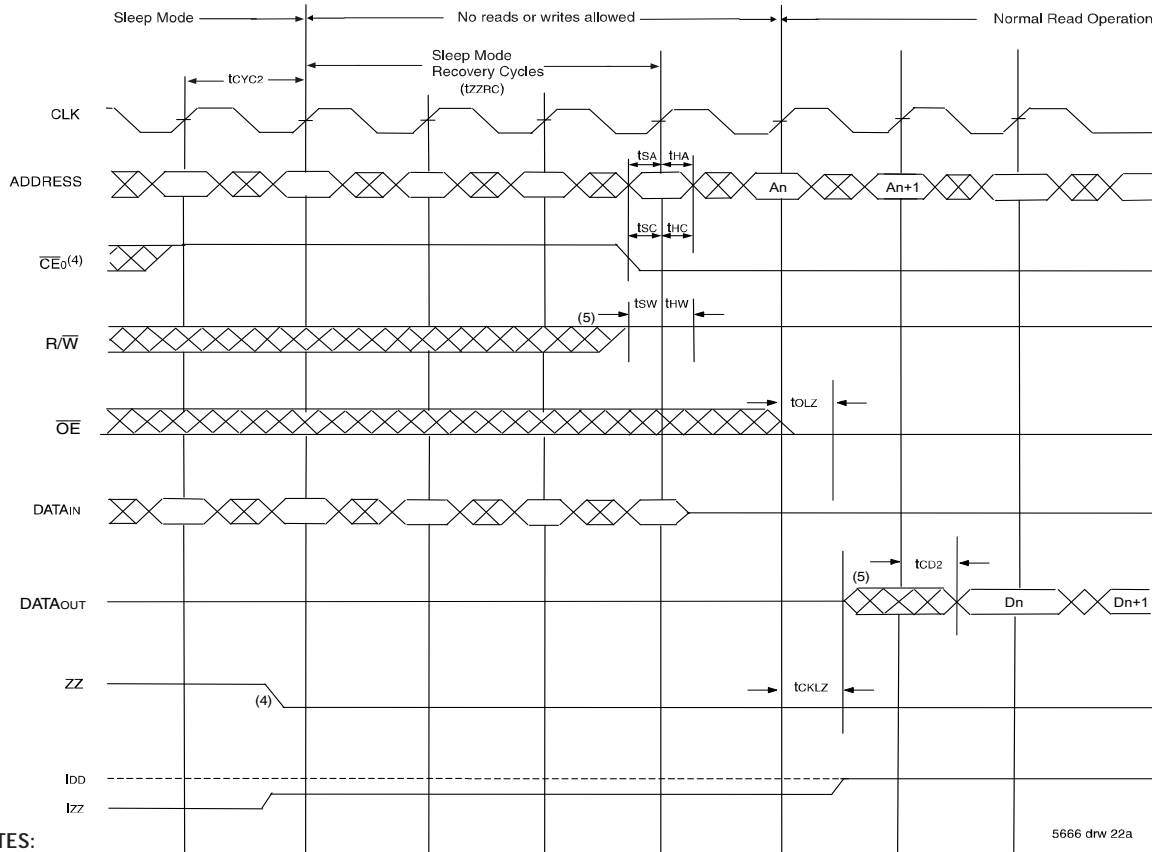 Sleep Mode
No reads or writes allowed
Normal Read Operation
Sleep Mode
Recovery Cycles
(tZZRC)
tCYC2
CLK
tSA tHA
ADDRESS
An
An+1
tSC tHC
CE0(4)
(5)
tSW tHW
R/W
tOLZ
OE
DATAIN
(5)
tCD2
DATAOUT
Dn
Dn+1
ZZ
(4)
tCKLZ
IDD
IZZ
5666 drw 22a
TES: